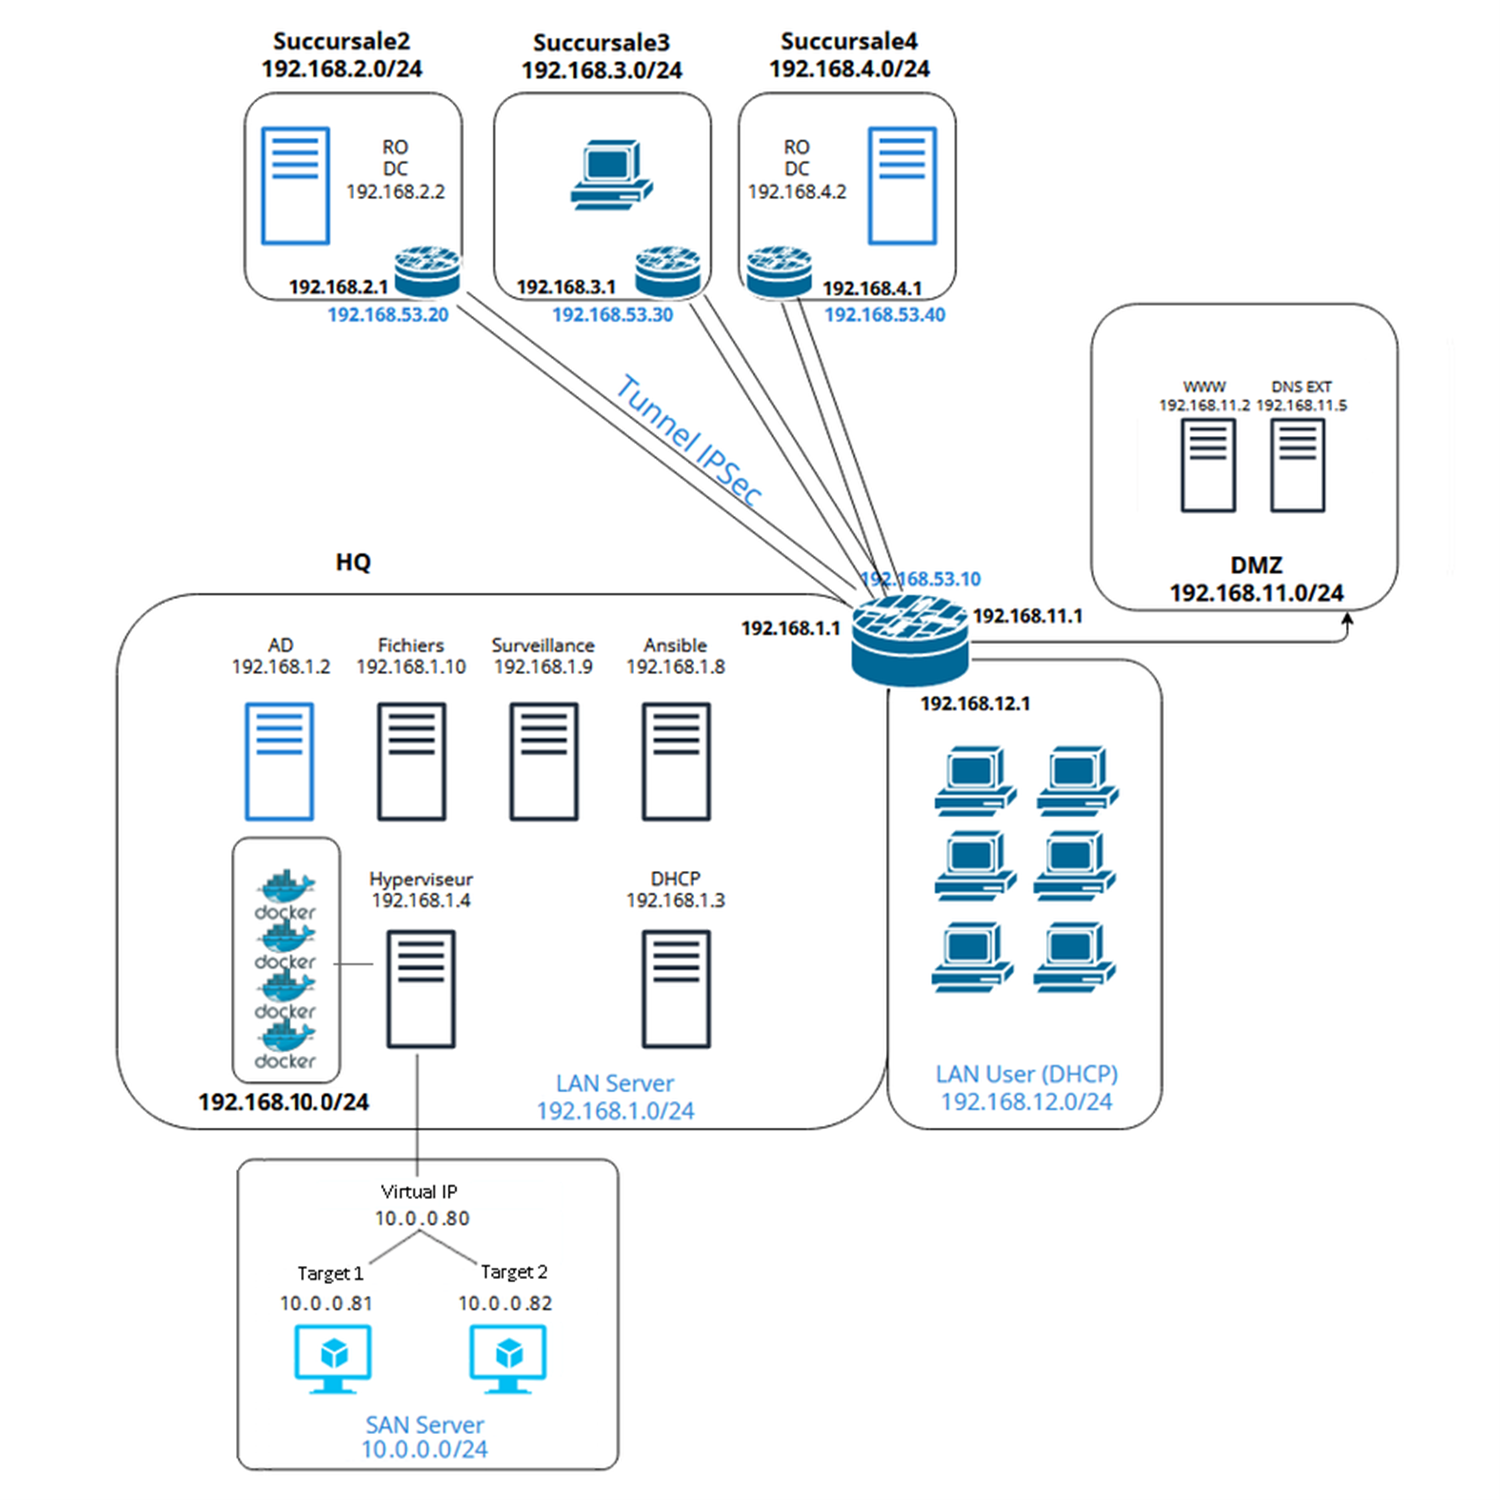 Succursale2
192.168.2.0/24
Succursale3
192.168.3.0/24
Succursale4
192.168.4.0/24
RO
DC
192.168.2.2
RO
DC
192.168.4.2
192.168.2.1
192.168.53.20
192.168.3.1
192.168.53.30
192.168.4.1
192.168.53.40
Tunnel IPSec
WWW
192.168.11.2
DNS EXT
192.168.11.5
DMZ
192.168.11.0/24
HQ
192.168.53.10
192.168.1.1
192.168.11.1
192.168.12.1
AD
192.168.1.2
Fichiers
192.168.1.10
Surveillance
192.168.1.9
Ansible
192.168.1.8
docker
docker
docker
docker
192.168.10.0/24
Hyperviseur
192.168.1.4
DHCP
192.168.1.3
LAN Server
192.168.1.0/24
LAN User (DHCP)
192.168.12.0/24
Virtual IP
10.0.0.80
Target 1
10.0.0.81
Target 2
10.0.0.82
SAN Server
10.0.0.0/24